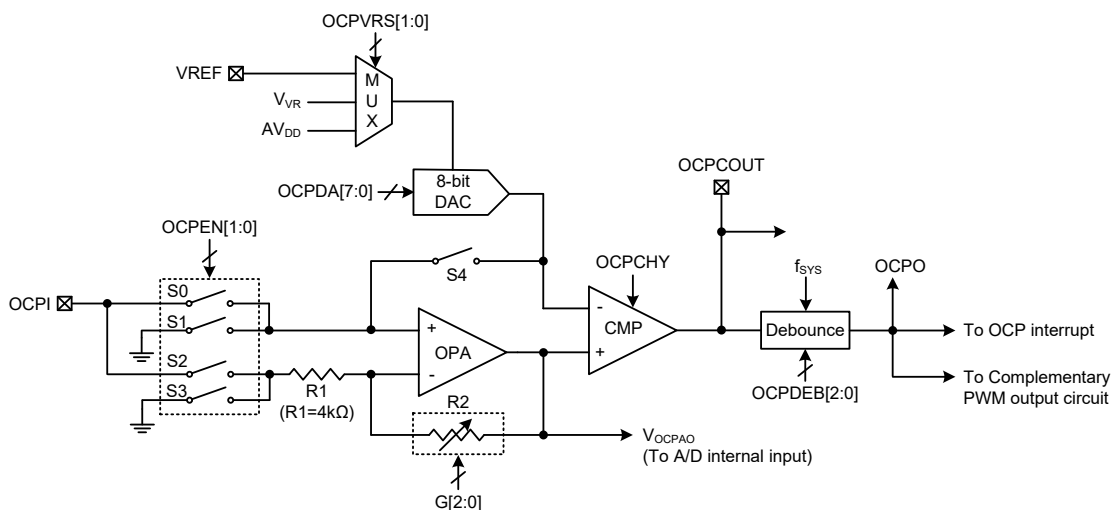 OCPVRS[1:0]
VREF
M
U
X
V_VR
AV_DD
OCPCOUT
OCPDA[7:0]
8-bit
DAC
OCPEN[1:0]
S4
OCPCHY
f_SYS
OCPO
OCPI
S0
S1
S2
S3
+
-
OPA
-
+
CMP
Debounce
To OCP interrupt
R1
(R1=4kΩ)
R2
OCPDEB[2:0]
To Complementary
PWM output circuit
V_OCPAO
(To A/D internal input)
G[2:0]